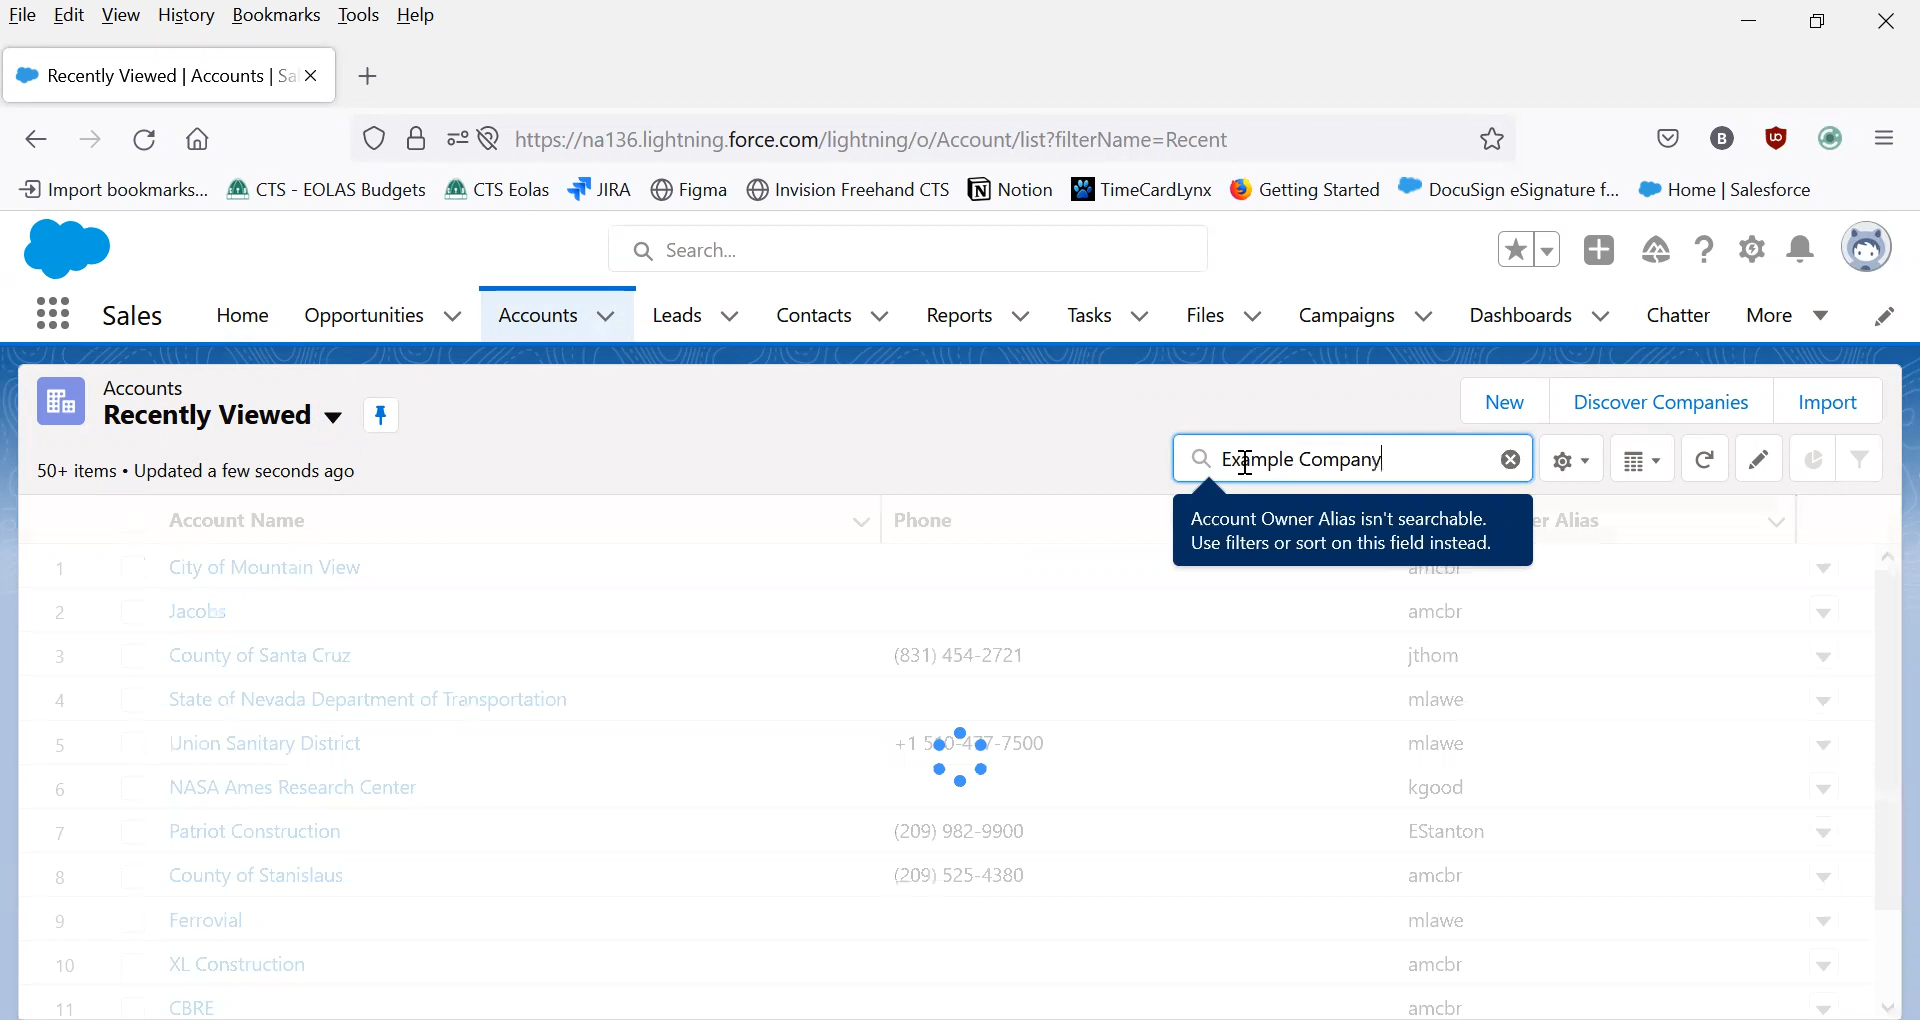 File Edit View History Bookmarks Tools Help
Recently Viewed | Accounts | Sa
https://na136.lightning.force.com/lightning/o/Account/list?filterName=Recent
B
Import bookmarks... CTS - EOLAS Budgets CTS Eolas JIRA Figma Invision Freehand CTS Notion TimeCardLynx Getting Started DocuSign eSignature f... Home | Salesforce
Search...
Sales Home Opportunities Accounts Leads Contacts Reports Tasks Files Campaigns Dashboards Chatter More
Accounts
Recently Viewed
New Discover Companies Import
Example Company
50+ items • Updated a few seconds ago
Account Owner Alias isn't searchable.
Use filters or sort on this field instead.
Account Name Phone er Alias
1 City of Mountain View amcbr
2 Jacobs amcbr
3 County of Santa Cruz (831) 454-2721 jthom
4 State of Nevada Department of Transportation mlawe
5 Union Sanitary District +1 510-477-7500 mlawe
6 NASA Ames Research Center kgood
7 Patriot Construction (209) 982-9900 EStanton
8 County of Stanislaus (209) 525-4380 amcbr
9 Ferrovial mlawe
10 XL Construction amcbr
11 CBRE amcbr